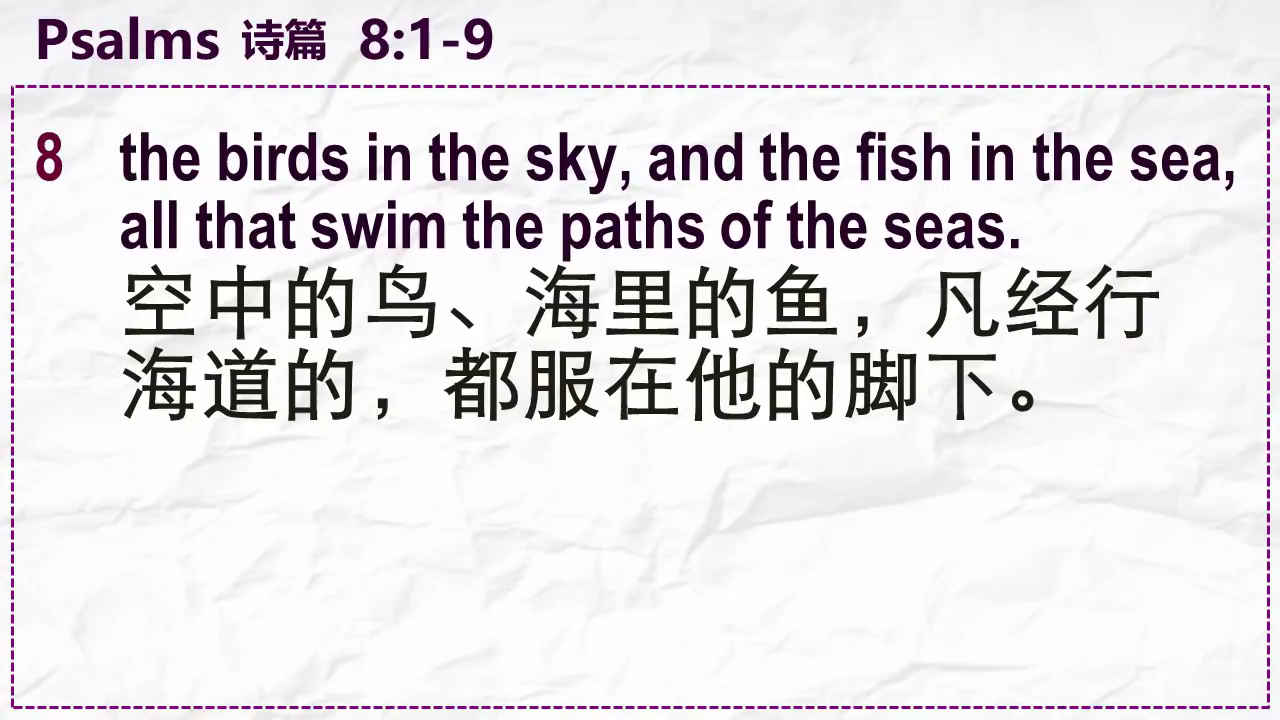 Psalms 诗篇 8:1-9
8 the birds in the sky, and the fish in the sea,
all that swim the paths of the seas.
空中的鸟、海里的鱼，凡经行
海道的，都服在他的脚下。